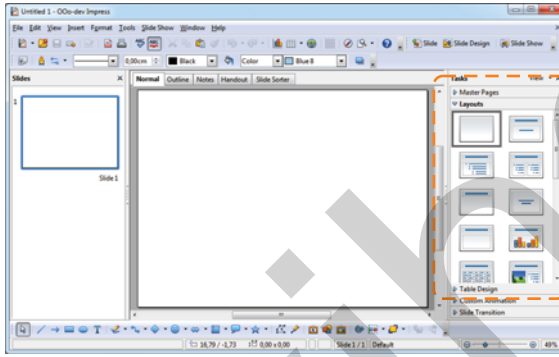 Untitled 1 - OOo-dev Impress
File Edit View Insert Format Tools Slide Show Window Help
Slide Slide Design Slide Show
0,00cm Black Color Blue 8
Slides
Normal Outline Notes Handout Slide Sorter
Tasks View
Master Pages
Layouts
1
Slide 1
Table Design
Custom Animation
Slide Transition
16,79 / -1,73 0,00 x 0,00 Slide 1 / 1 Default 49%